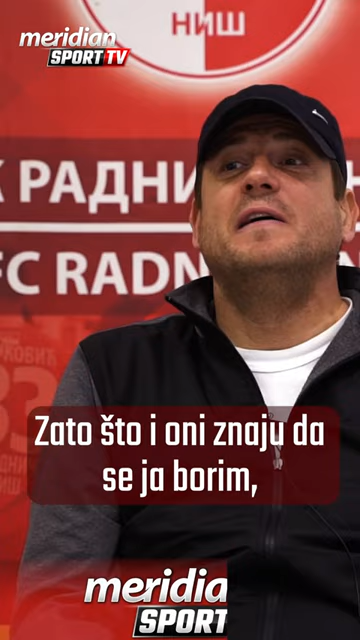 meridian
SPORT TV
НИШ
К РАДНИ
FC RADN
Zato što i oni znaju da
se ja borim,
meridia
SPORT